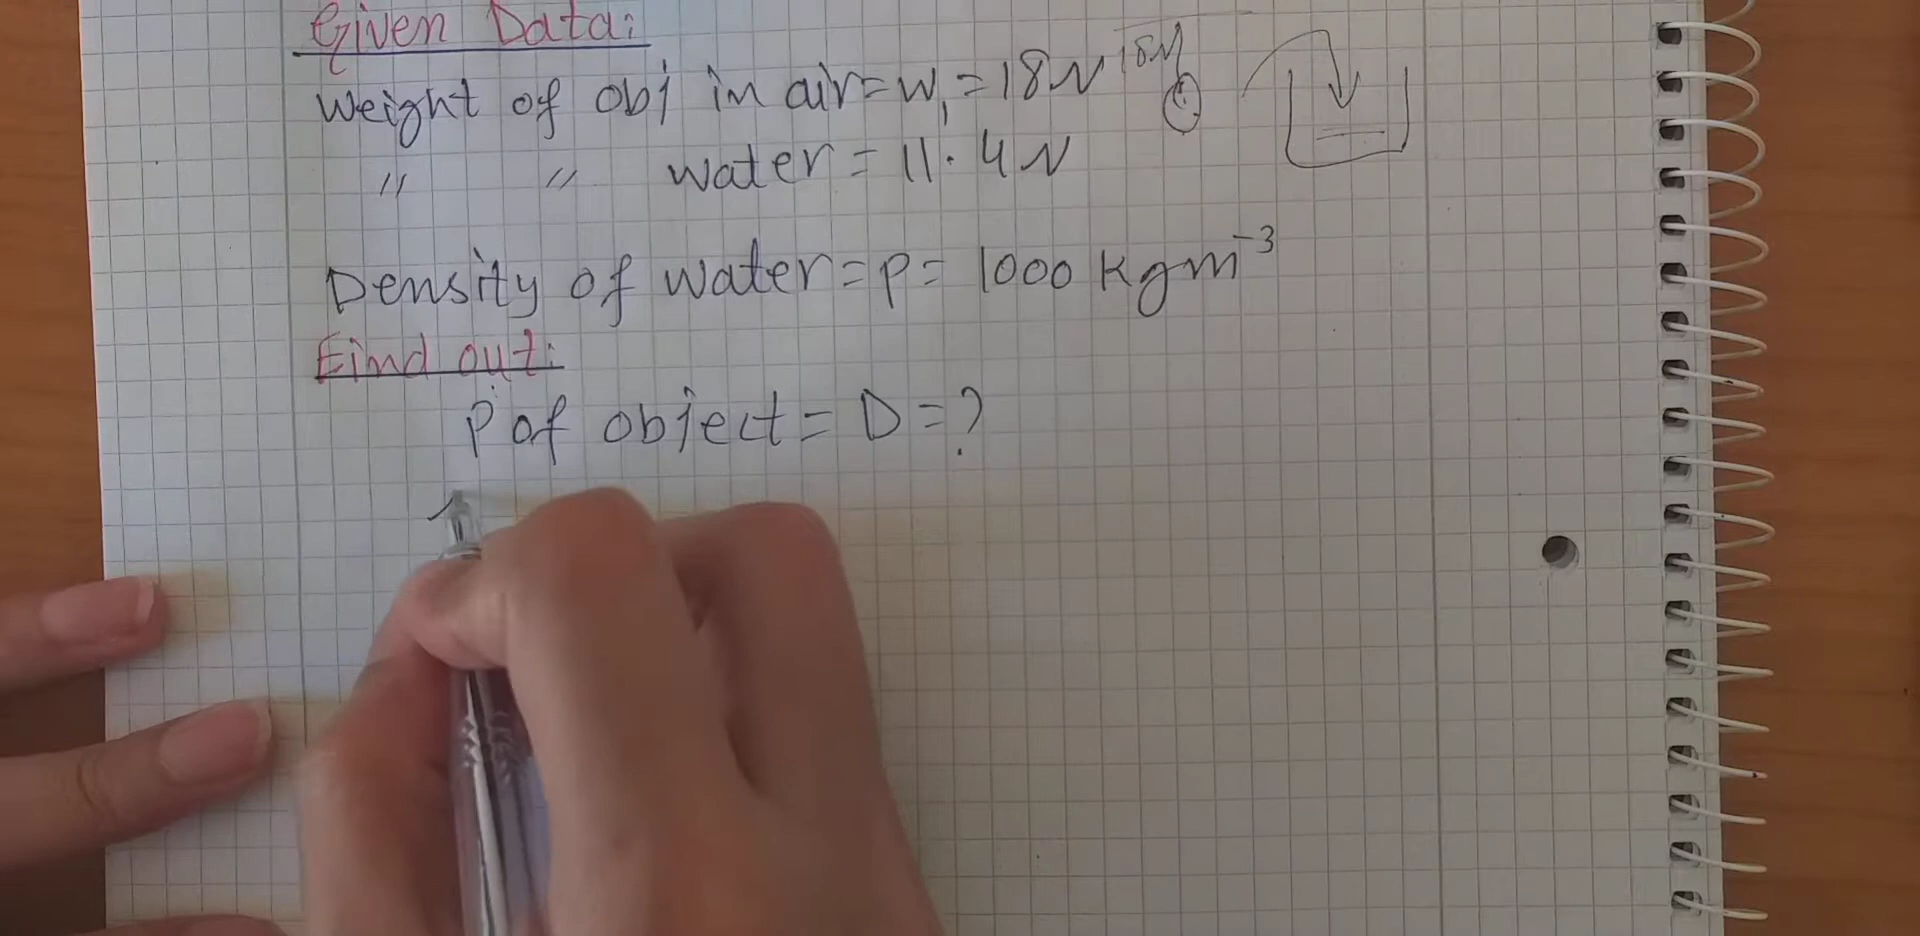 Given Data:
Weight of obj in air = w₁ = 18N 18N
" " water = 11.4N
Density of water = ρ = 1000 kgm⁻³
Find out:
ρ of object = D = ?